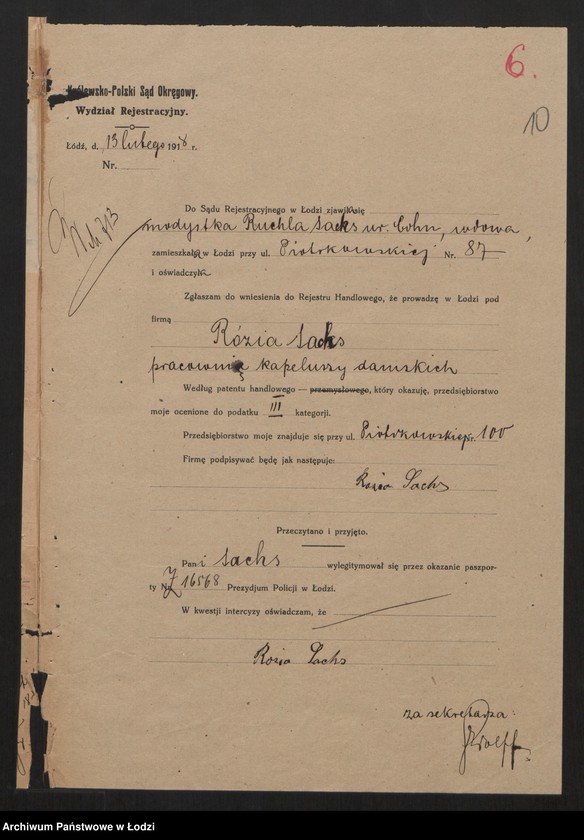 6.
10
Królewsko-Polski Sąd Okręgowy.
Wydział Rejestracyjny.
Łódź, d. 13 lutego 1918 r.
Nr.
Do Sądu Rejestracyjnego w Łodzi zjawiła się
modystka Ruchla Sachs ur. Cohn, wdowa,
zamieszkała w Łodzi przy ul. Piotrkowskiej Nr. 87
i oświadczyła
Zgłaszam do wniesienia do Rejestru Handlowego, że prowadzę w Łodzi pod
firmą
Rózia Sachs
pracownię kapeluszy damskich
Według patentu handlowego — przemysłowego, który okazuję, przedsiębiorstwo
moje ocenione do podatku III kategorji.
Przedsiębiorstwo moje znajduje się przy ul. Piotrkowskiej Nr. 100
Firmę podpisywać będę jak następuje:
Rozia Sachs
Przeczytano i przyjęto.
Pani Sachs wylegitymował się przez okazanie paszpor-
ty № 16568 Prezydjum Policji w Łodzi.
W kwestji intercyzy oświadczam, że
Rozia Sachs
za sekretarza:
Archiwum Państwowe w Łodzi